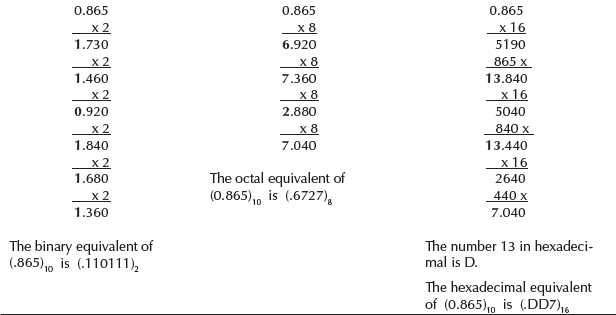 0.865
x 2
1.730
x 2
1.460
x 2
0.920
x 2
1.840
x 2
1.680
x 2
1.360
The binary equivalent of
(.865)10 is (.110111)2
0.865
x 8
6.920
x 8
7.360
x 8
2.880
x 8
7.040
The octal equivalent of
(0.865)10 is (.6727)8
0.865
x 16
5190
865 x
13.840
x 16
5040
840 x
13.440
x 16
2640
440 x
7.040
The number 13 in hexadeci-
mal is D.
The hexadecimal equivalent
of (0.865)10 is (.DD7)16